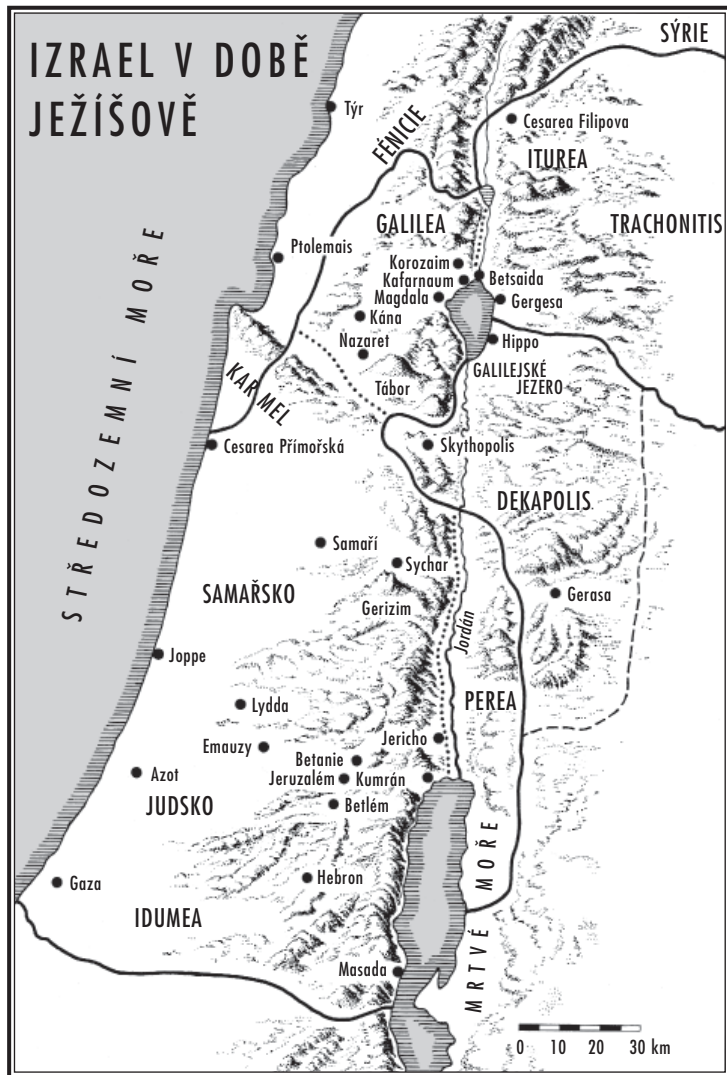 IZRAEL V DOBĚ
JEŽÍŠOVĚ
SÝRIE
Týr
Cesarea Filipova
FÉNICIE
ITUREA
GALILEA
TRACHONITIS
Ptolemais
Korozaim
Kafarnaum
Betsaida
Magdala
Gergesa
Kána
Nazaret
Hippo
Tábor
GALILEJSKÉ
JEZERO
KARMEL
STŘEDOZEMNÍ MOŘE
Cesarea Přímořská
Skythopolis
DEKAPOLIS
Samaří
Sychar
SAMAŘSKO
Gerizim
Gerasa
Jordán
Joppe
PEREA
Lydda
Jericho
Emauzy
Betanie
Azot
Jeruzalém
Kumrán
JUDSKO
Betlém
MRTVÉ MOŘE
Gaza
Hebron
IDUMEA
Masada
0 10 20 30 km